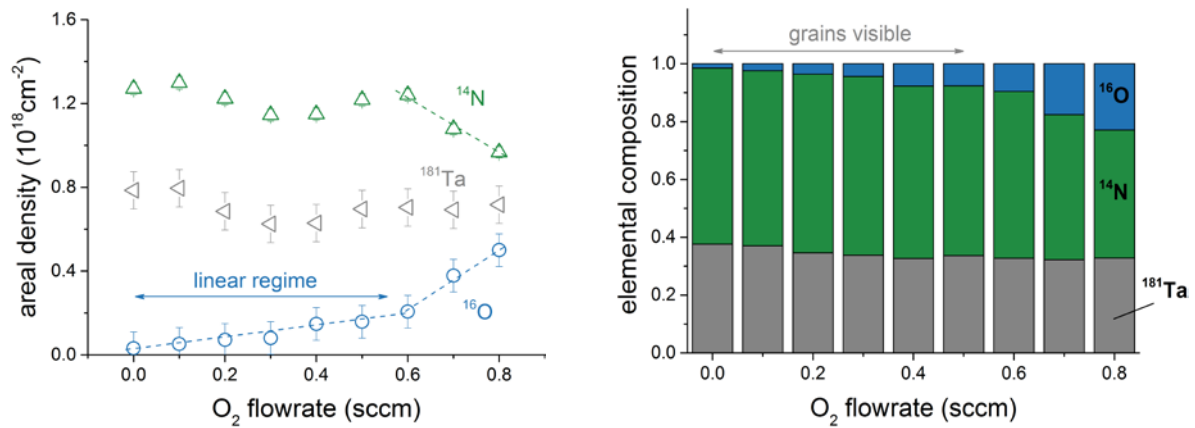 areal density (10¹⁸cm⁻²)
1.6
1.2
0.8
0.4
0.0
¹⁴N
¹⁸¹Ta
linear regime
¹⁶O
0.0 0.2 0.4 0.6 0.8
O₂ flowrate (sccm)
elemental composition
grains visible
1.0
0.8
0.6
0.4
0.2
0.0
¹⁶O
¹⁴N
¹⁸¹Ta
0.0 0.2 0.4 0.6 0.8
O₂ flowrate (sccm)